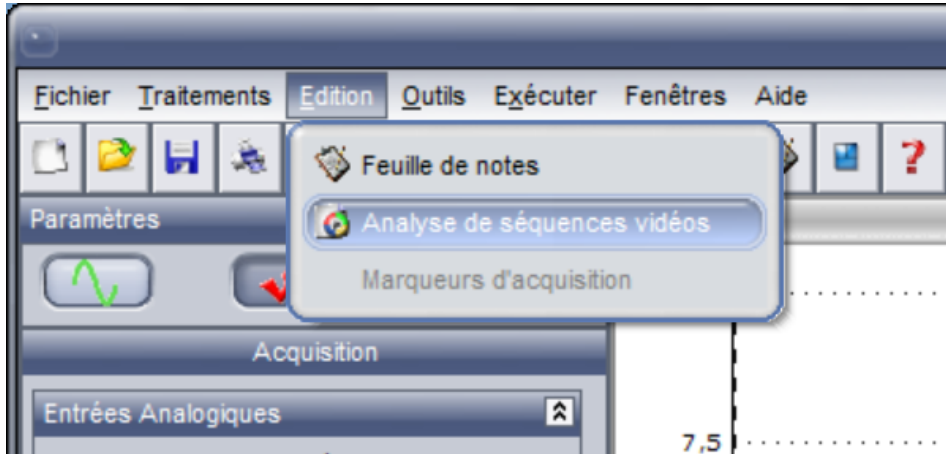 Fichier Traitements Edition Outils Exécuter Fenêtres Aide
Feuille de notes
Analyse de séquences vidéos
Marqueurs d'acquisition
Paramètres
Acquisition
Entrées Analogiques
7,5